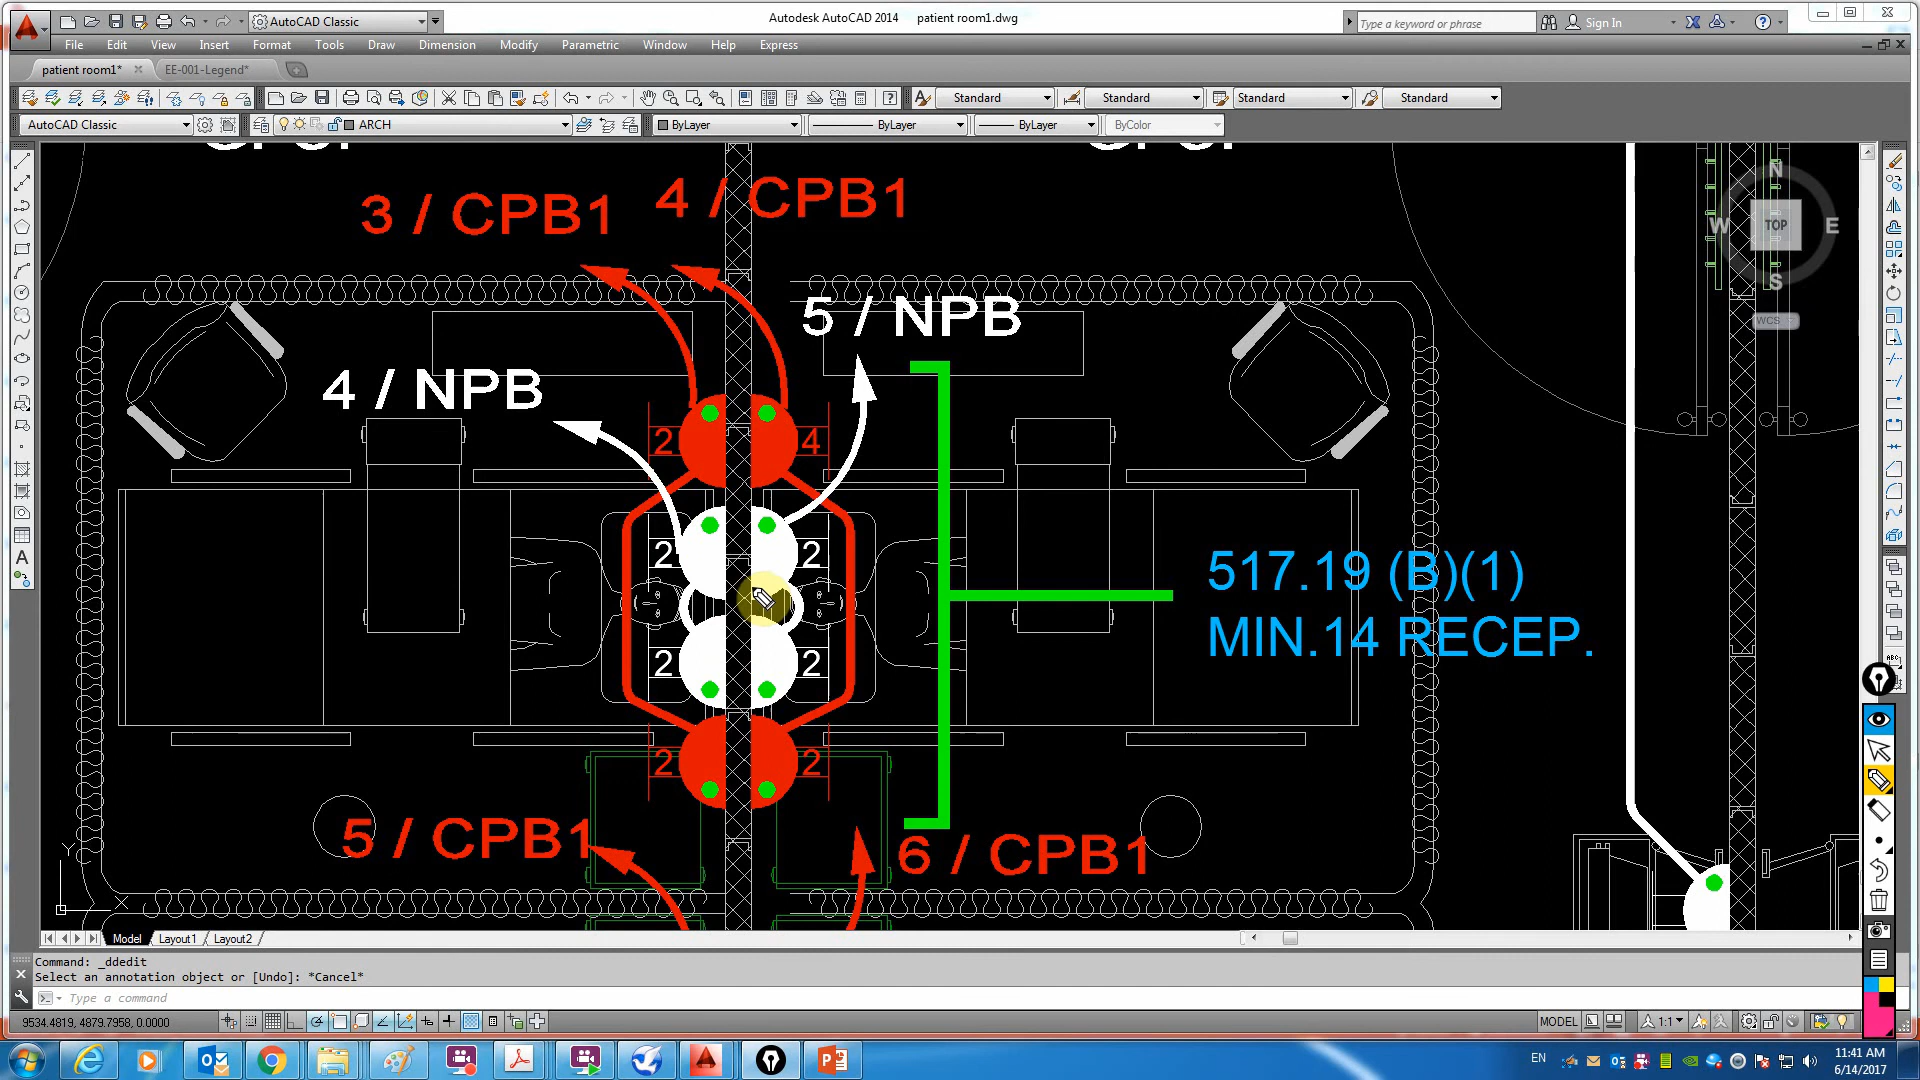 AutoCAD Classic
Autodesk AutoCAD 2014 patient room1.dwg
Type a keyword or phrase
Sign In
File Edit View Insert Format Tools Draw Dimension Modify Parametric Window Help Express
patient room1*
EE-001-Legend*
Standard Standard Standard Standard
AutoCAD Classic
ARCH
ByLayer ByLayer ByLayer ByColor
3 / CPB1 4 / CPB1
N
W TOP E
S
WCS
5 / NPB
4 / NPB
2 4
2 2
517.19 (B)(1)
MIN.14 RECEP.
2 2
2 2
5 / CPB1 6 / CPB1
Y
X
Model Layout1 Layout2
Command: _ddedit
Select an annotation object or [Undo]: *Cancel*
Type a command
9534.4819, 4879.7958, 0.0000
MODEL
1:1
EN
11:41 AM
6/14/2017